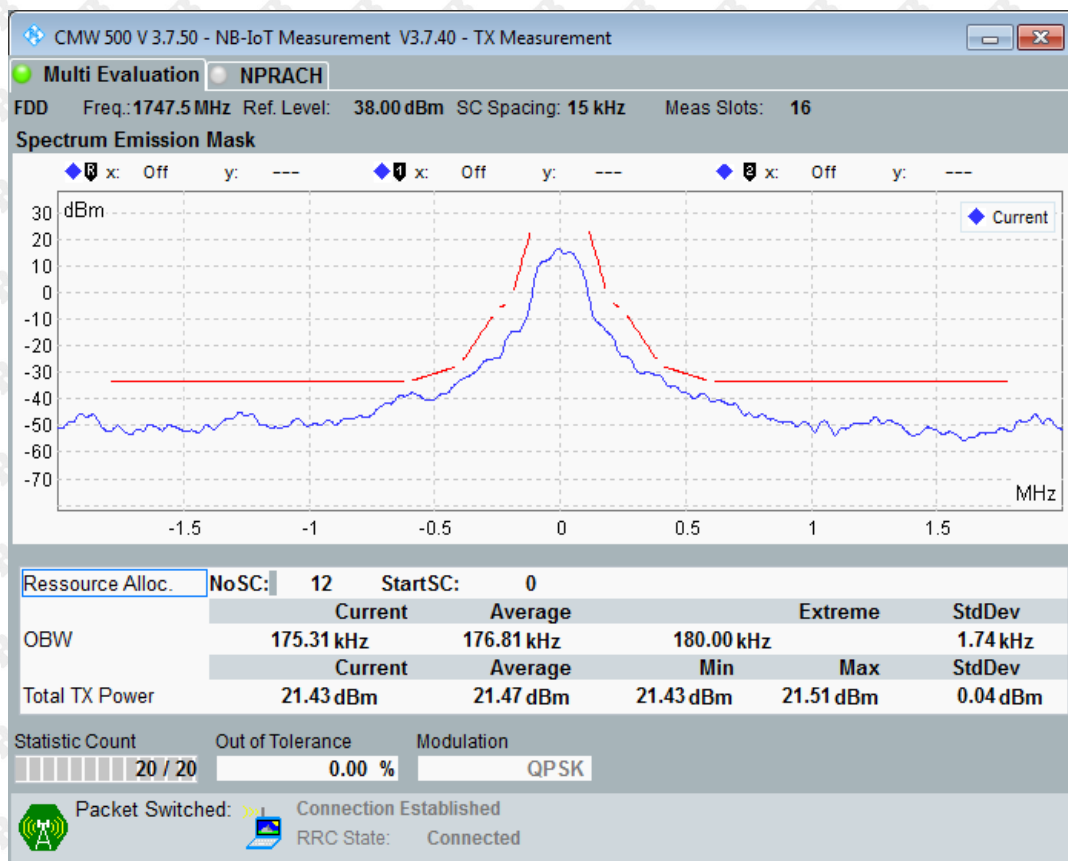 CMW 500 V 3.7.50 - NB-IoT Measurement V3.7.40 - TX Measurement
Multi Evaluation NPRACH
FDD Freq.: 1747.5 MHz Ref. Level: 38.00 dBm SC Spacing: 15 kHz Meas Slots: 16
Spectrum Emission Mask
R x: Off y: --- 1 x: Off y: --- 2 x: Off y: ---
dBm
Current
30
20
10
0
-10
-20
-30
-40
-50
-60
-70
MHz
-1.5 -1 -0.5 0 0.5 1 1.5
Ressource Alloc. NoSC: 12 StartSC: 0
Current Average Extreme StdDev
OBW 175.31 kHz 176.81 kHz 180.00 kHz 1.74 kHz
Current Average Min Max StdDev
Total TX Power 21.43 dBm 21.47 dBm 21.43 dBm 21.51 dBm 0.04 dBm
Statistic Count Out of Tolerance Modulation
20 / 20 0.00 % QPSK
Packet Switched: Connection Established
RRC State: Connected